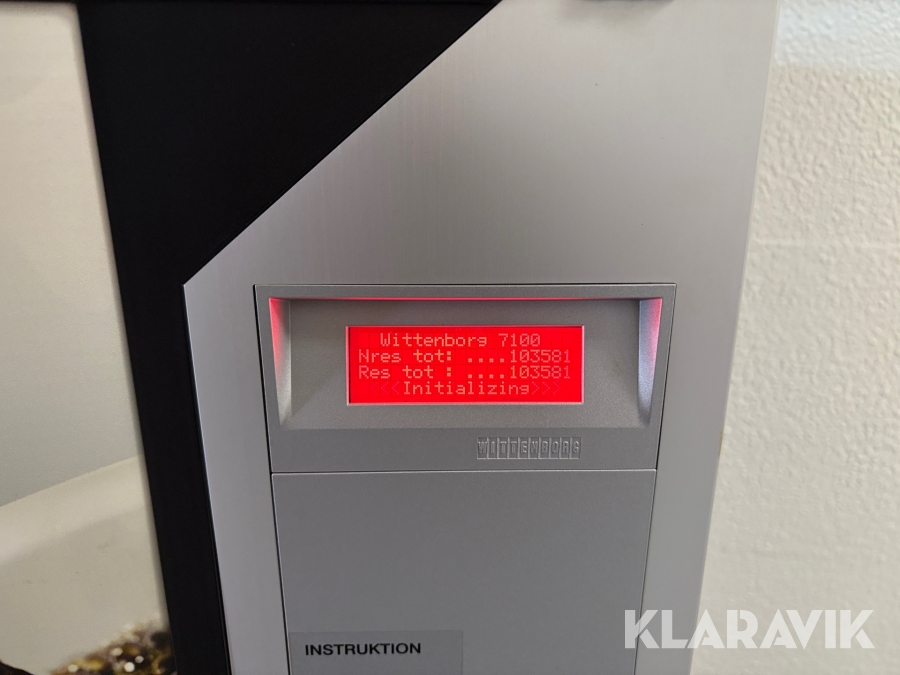 Wittenborg 7100
Nres tot: ....103581
Res tot : ....103581
<<<Initializing>>>
WITTENBORG
INSTRUKTION
KLARAVIK